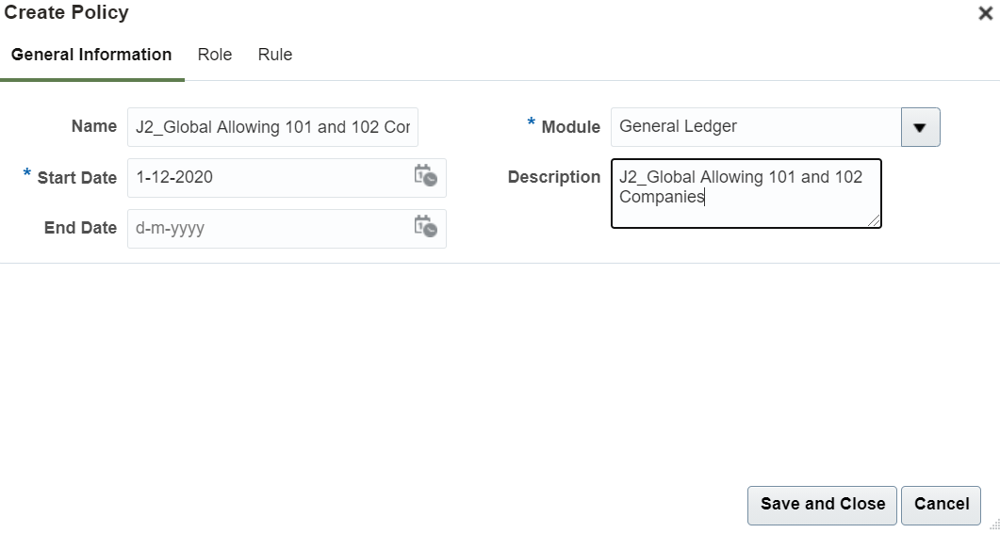 Create Policy
General Information Role Rule
Name J2_Global Allowing 101 and 102 Cor
* Start Date 1-12-2020
End Date d-m-yyyy
* Module General Ledger
Description J2_Global Allowing 101 and 102
Companies
Save and Close Cancel